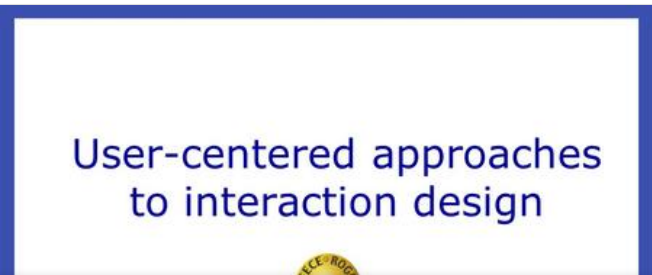 User-centered approaches
to interaction design